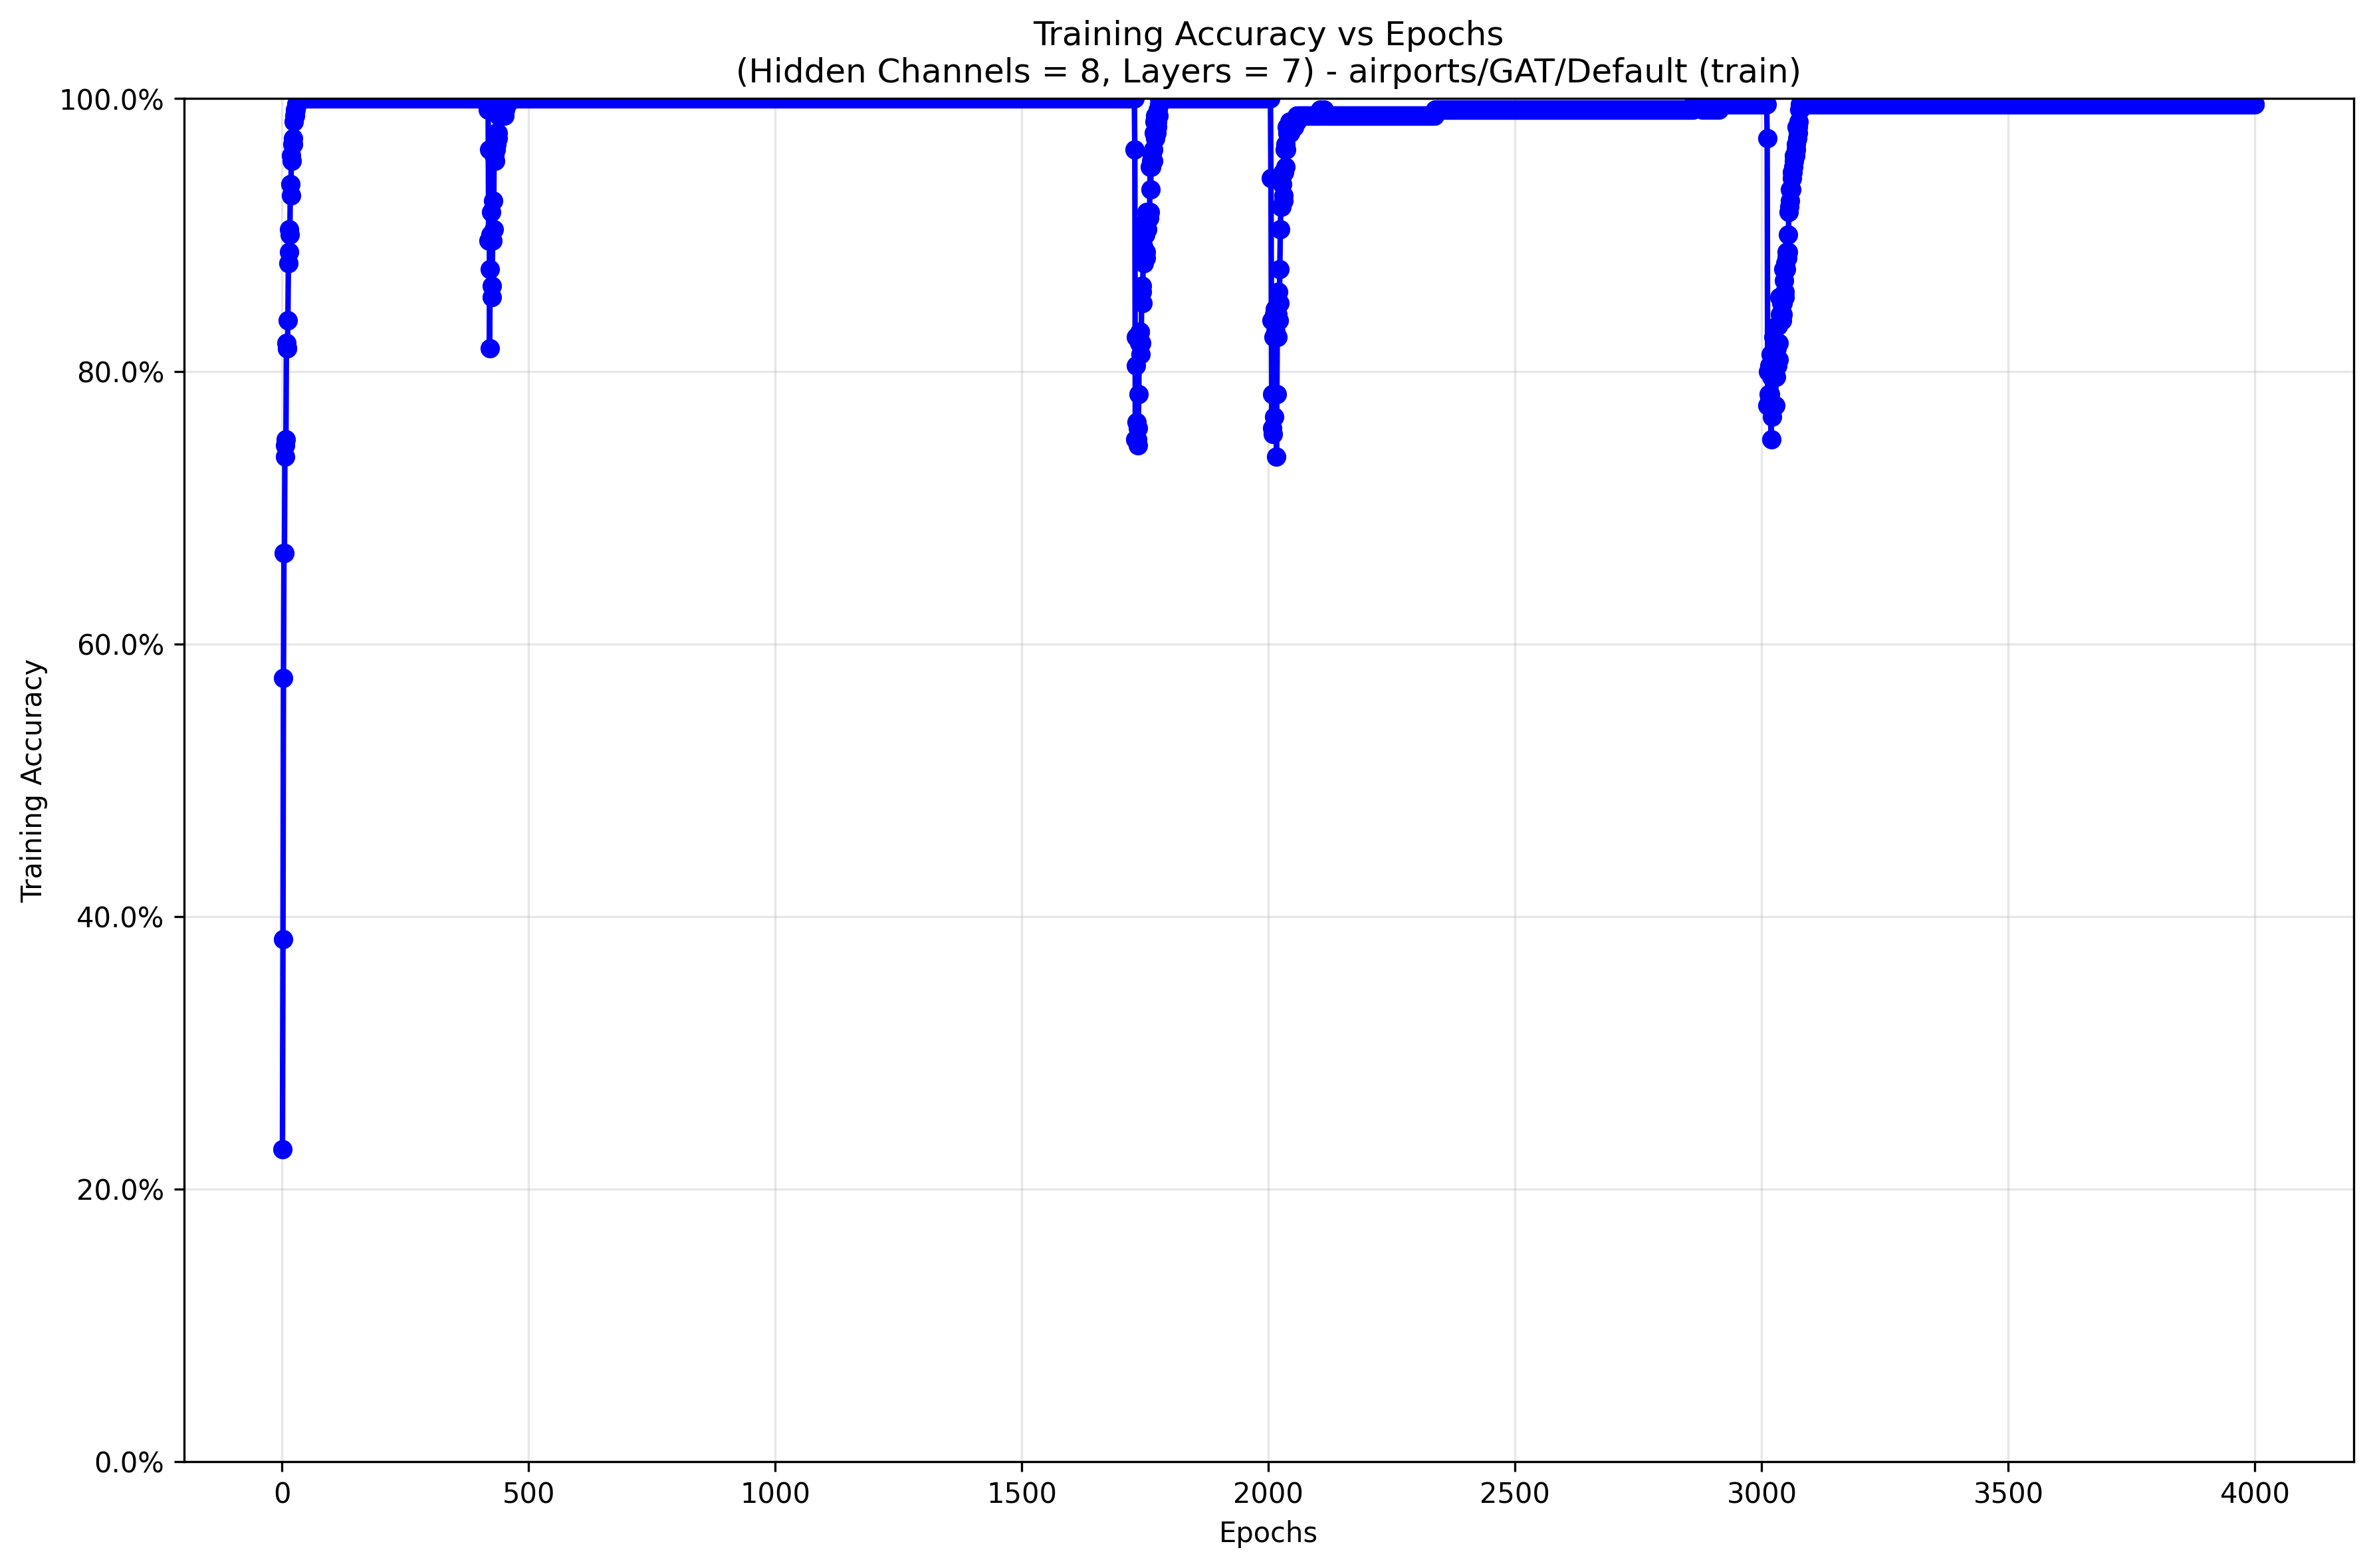 Training Accuracy vs Epochs
(Hidden Channels = 8, Layers = 7) - airports/GAT/Default (train)
100.0%
80.0%
60.0%
40.0%
20.0%
0.0%
Training Accuracy
0 500 1000 1500 2000 2500 3000 3500 4000
Epochs